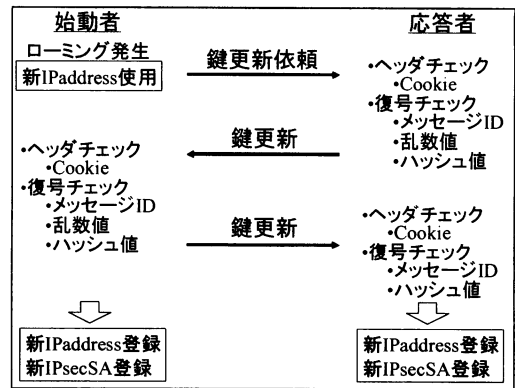 始動者
ローミング発生
新IPaddress使用
鍵更新依頼
応答者
・ヘッダチェック
・Cookie
・復号チェック
・メッセージID
・乱数値
・ハッシュ値
鍵更新
・ヘッダチェック
・Cookie
・復号チェック
・メッセージID
・乱数値
・ハッシュ値
鍵更新
・ヘッダチェック
・Cookie
・復号チェック
・メッセージID
・ハッシュ値
新IPaddress登録
新IPsecSA登録
新IPaddress登録
新IPsecSA登録